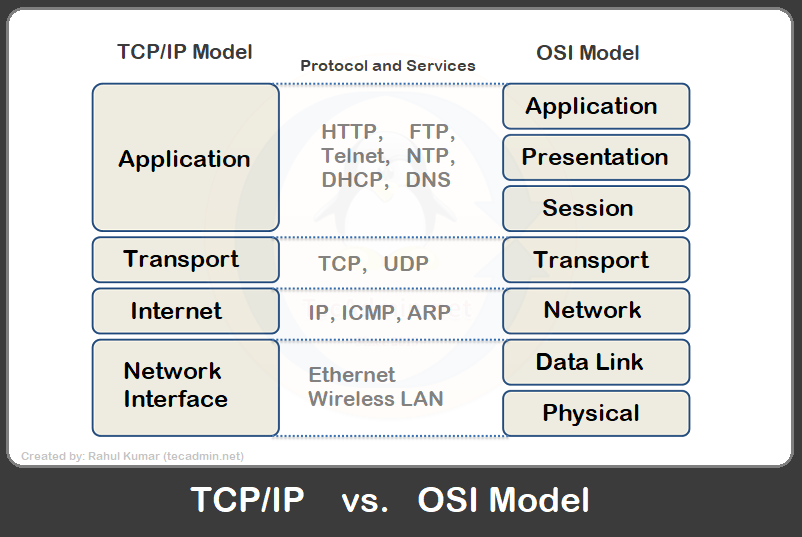 TCP/IP Model
Protocol and Services
OSI Model
Application
HTTP, FTP,
Telnet, NTP,
DHCP, DNS
Application
Presentation
Session
Transport
TCP, UDP
Transport
Internet
IP, ICMP, ARP
Network
Network
Interface
Ethernet
Wireless LAN
Data Link
Physical
Created by: Rahul Kumar (tecadmin.net)
TCP/IP vs. OSI Model